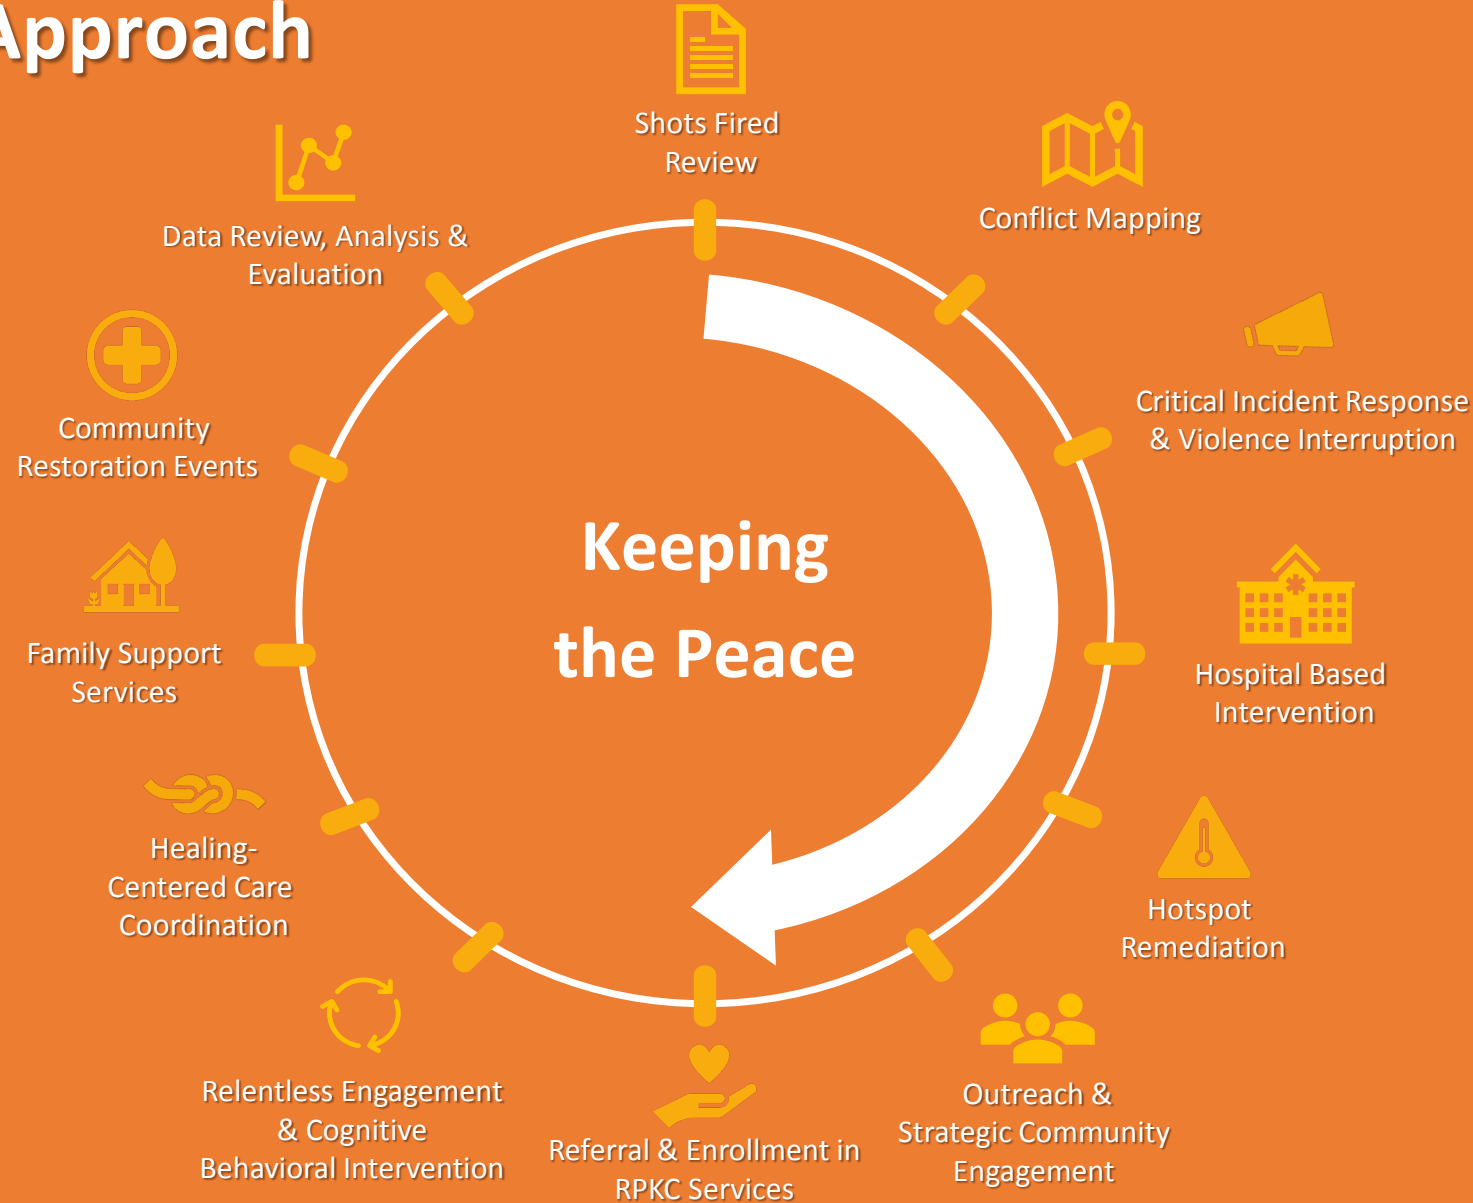 Approach
Shots Fired
Review
Conflict Mapping
Critical Incident Response
& Violence Interruption
Hospital Based
Intervention
Hotspot
Remediation
Outreach &
Strategic Community
Engagement
Referral & Enrollment in
RPKC Services
Relentless Engagement
& Cognitive
Behavioral Intervention
Healing-
Centered Care
Coordination
Family Support
Services
Community
Restoration Events
Data Review, Analysis &
Evaluation
Keeping
the Peace